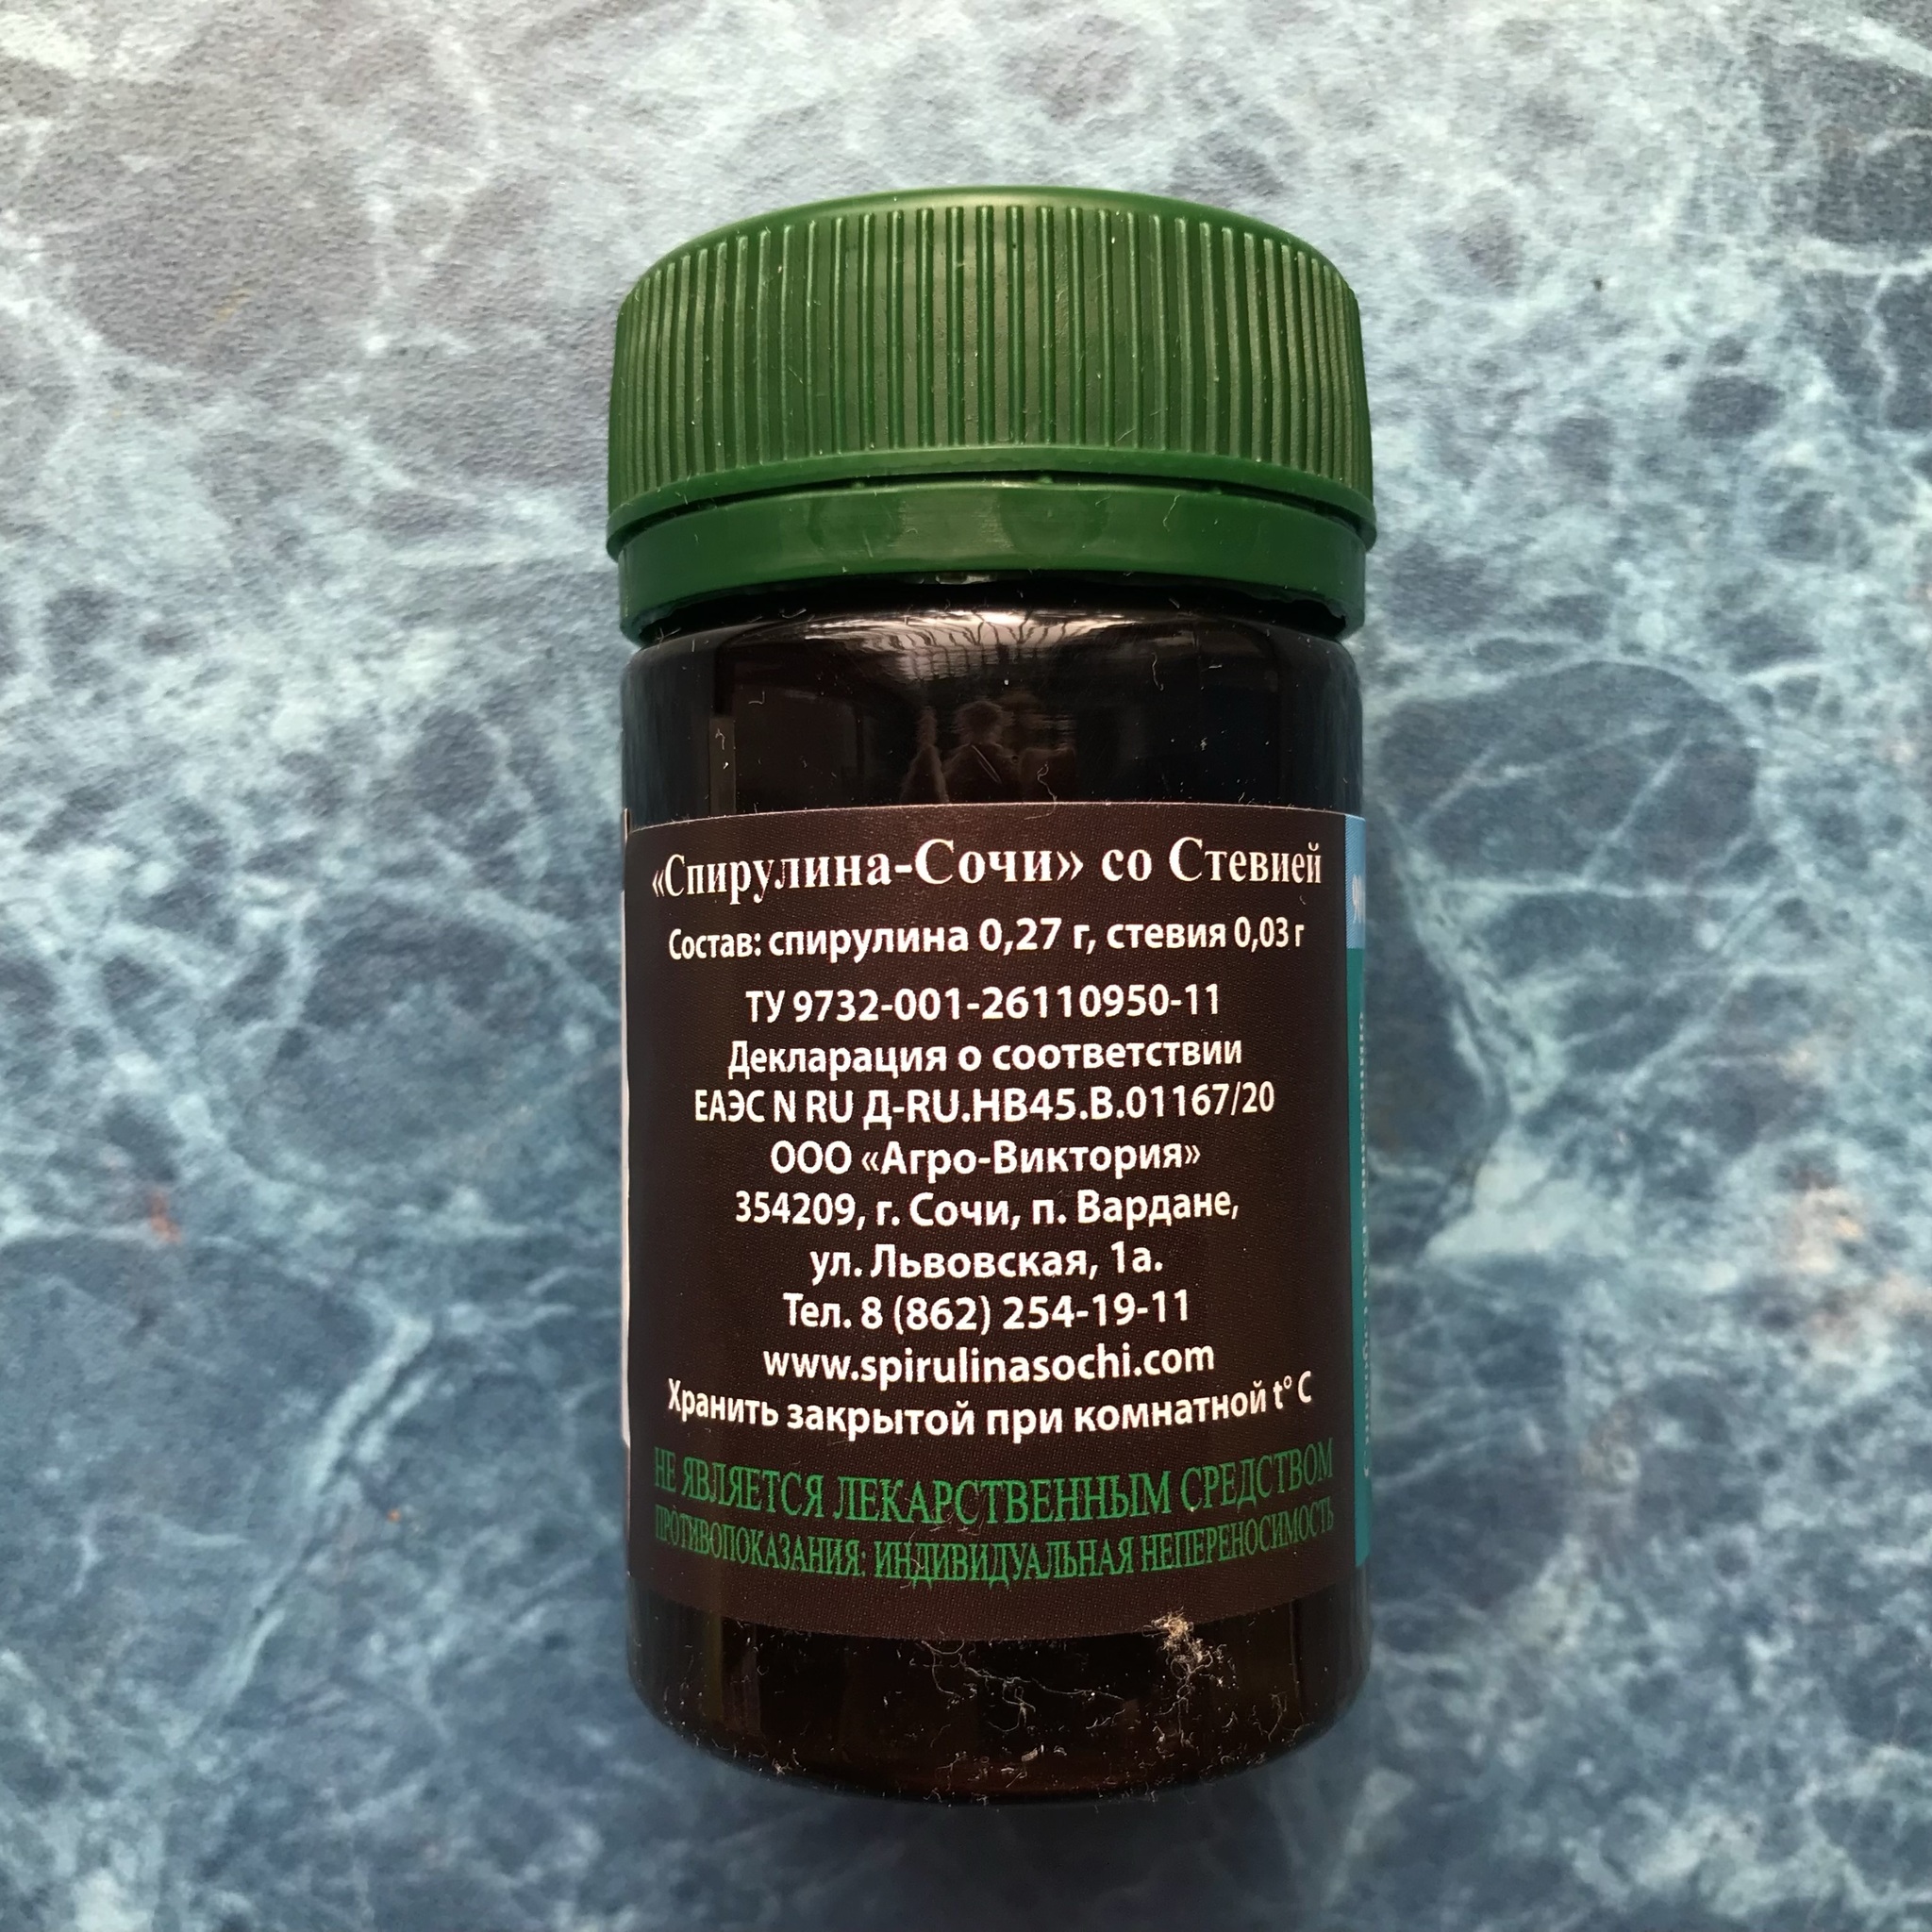 «Спирулина-Сочи» со Стевией
Состав: спирулина 0,27 г, стевия 0,03 г
ТУ 9732-001-26110950-11
Декларация о соответствии
ЕАЭС N RU Д-RU.НВ45.В.01167/20
ООО «Агро-Виктория»
354209, г. Сочи, п. Вардане,
ул. Львовская, 1а.
Тел. 8 (862) 254-19-11
www.spirulinasochi.com
Хранить закрытой при комнатной t° C
НЕ ЯВЛЯЕТСЯ ЛЕКАРСТВЕННЫМ СРЕДСТВОМ
ПРОТИВОПОКАЗАНИЯ: ИНДИВИДУАЛЬНАЯ НЕПЕРЕНОСИМОСТЬ